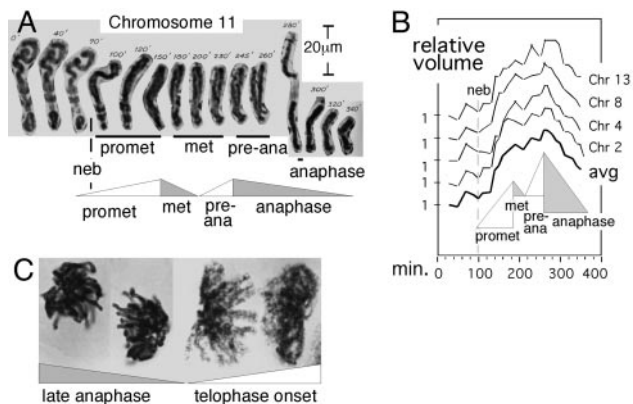 A
Chromosome 11
0' 40' 70' 100' 120' 150' 180' 200' 230' 245' 260' 280'
20μm
300' 320' 340'
promet met pre-ana
anaphase
neb
promet met pre-ana anaphase
B
relative volume
neb
Chr 13
Chr 8
Chr 4
Chr 2
avg
1
1
1
1
1
met
pre-ana
anaphase
promet
min. 0 100 200 300 400
C
late anaphase telophase onset